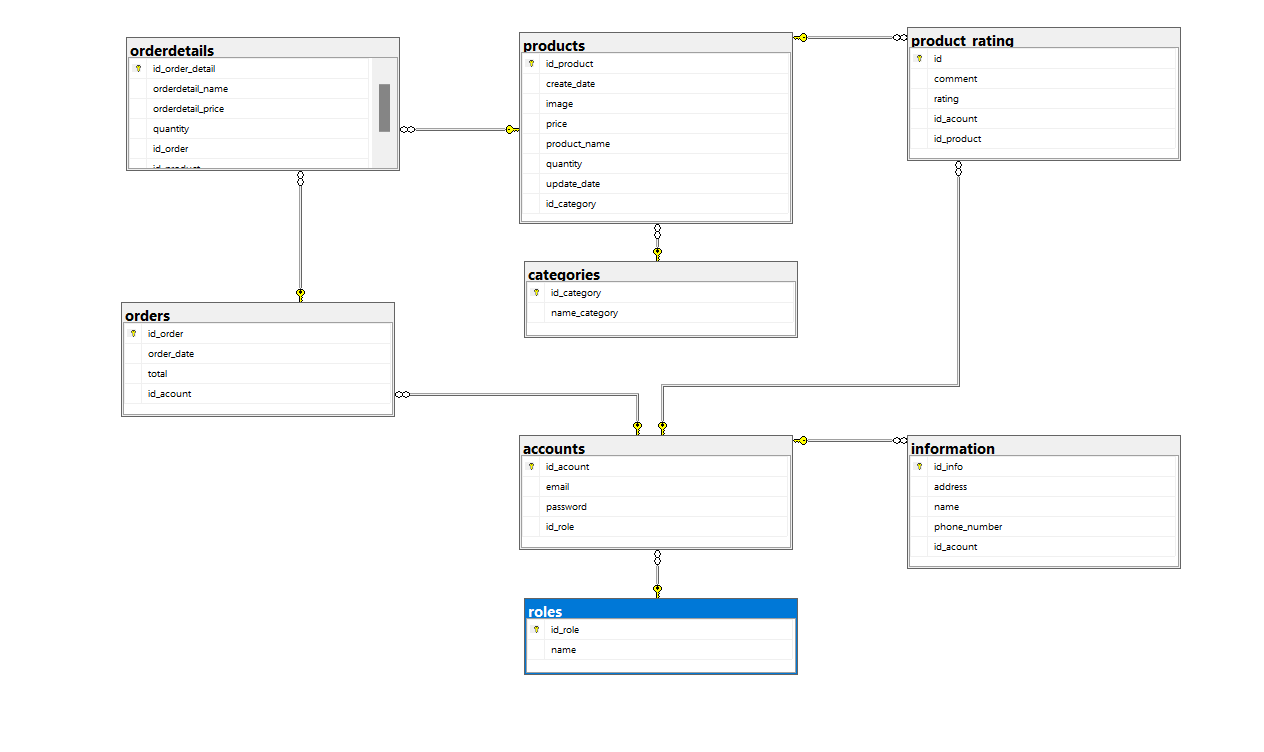 orderdetails
id_order_detail
orderdetail_name
orderdetail_price
quantity
id_order
id_product
products
id_product
create_date
image
price
product_name
quantity
update_date
id_category
product_rating
id
comment
rating
id_acount
id_product
categories
id_category
name_category
orders
id_order
order_date
total
id_acount
accounts
id_acount
email
password
id_role
information
id_info
address
name
phone_number
id_acount
roles
id_role
name